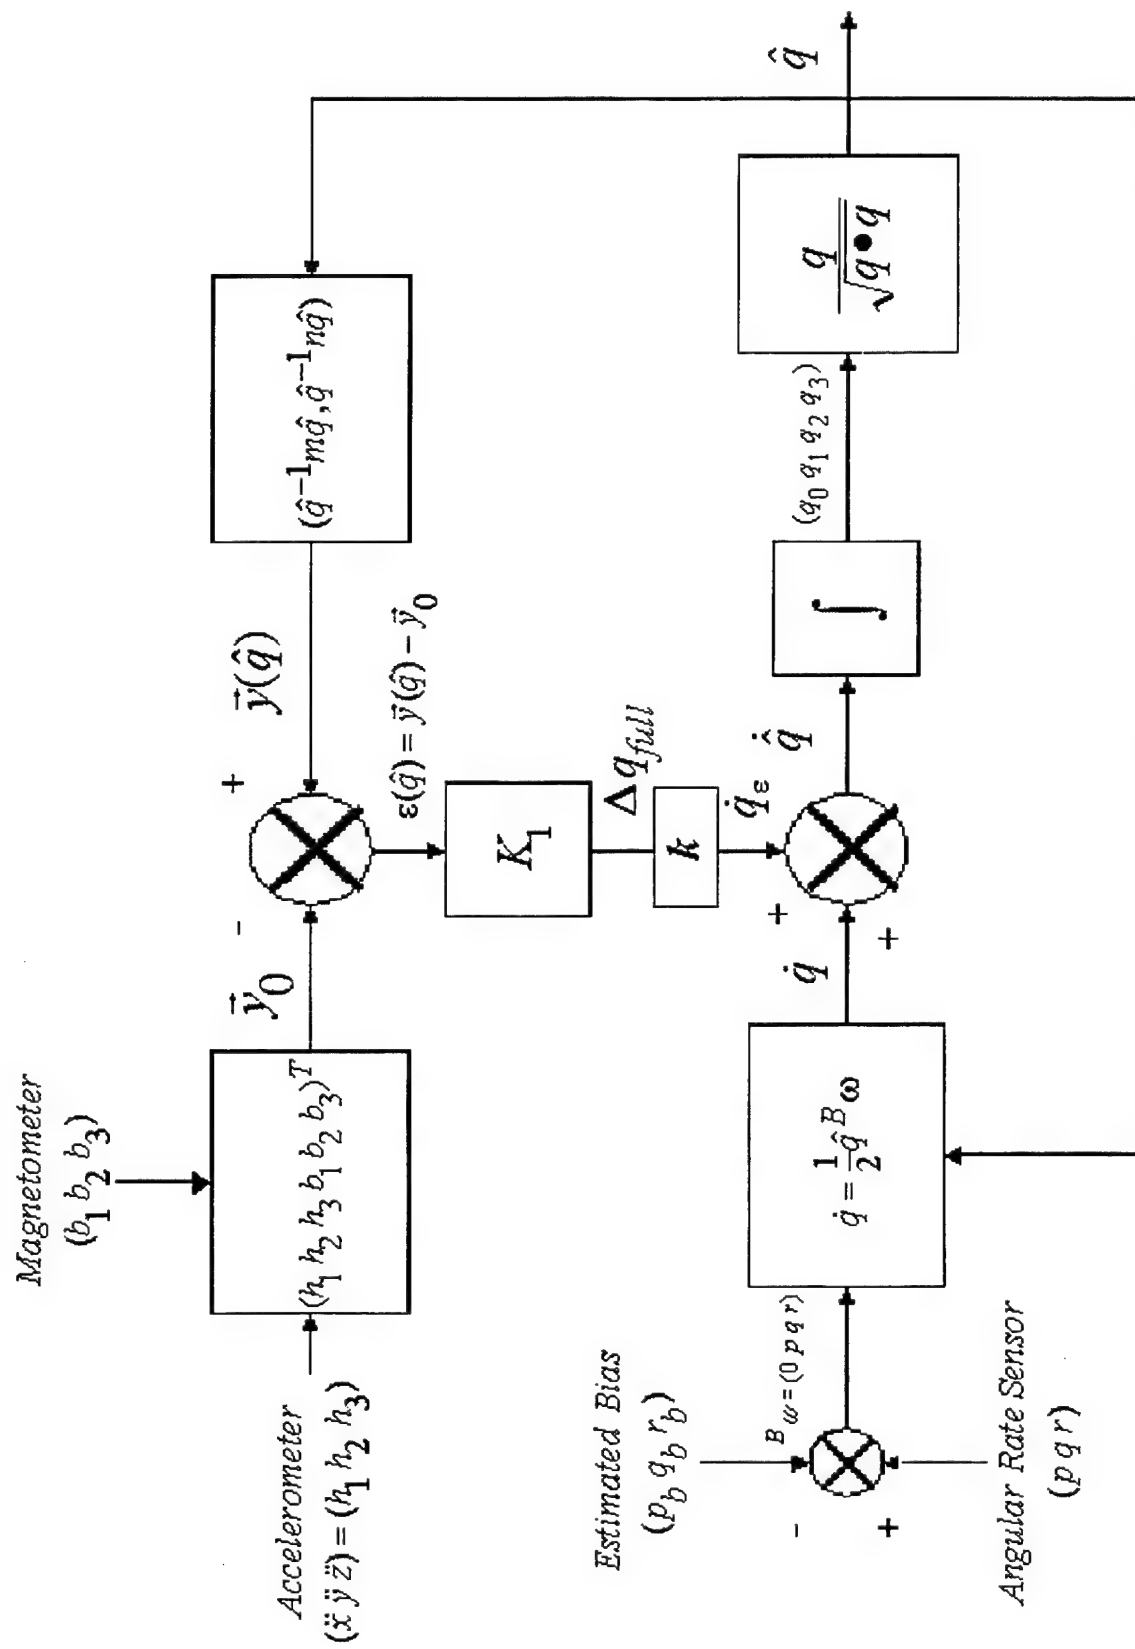 Magnetometer
(b₁ b₂ b₃)
Accelerometer
(ẍ ÿ z̈) = (h₁ h₂ h₃)
(h₁ h₂ h₃ b₁ b₂ b₃)ᵀ
y⃗₀
-
+
y⃗(q̂)
(q̂⁻¹mq̂, q̂⁻¹nq̂)
ε(q̂) = y⃗(q̂) − y⃗₀
K₁
Δq_full
k
q̇_ε
Estimated Bias
(p_b q_b r_b)
-
+
Angular Rate Sensor
(p q r)
ᴮω = (0 p q r)
q̇ = 1/2 q̂ ᴮω
q̇
+
+
q̂̇
∫
(q₀ q₁ q₂ q₃)
q/√(q•q)
q̂